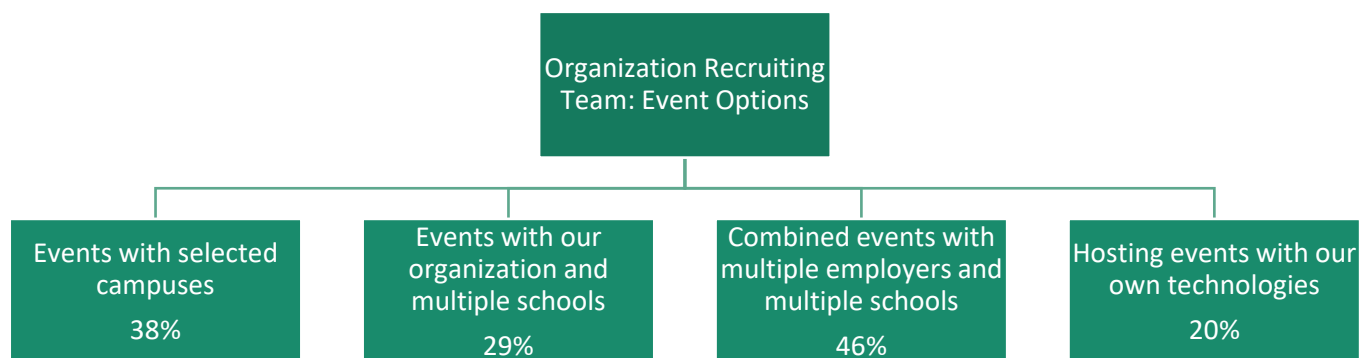 Organization Recruiting
Team: Event Options
Events with selected
campuses
38%
Events with our
organization and
multiple schools
29%
Combined events with
multiple employers and
multiple schools
46%
Hosting events with our
own technologies
20%